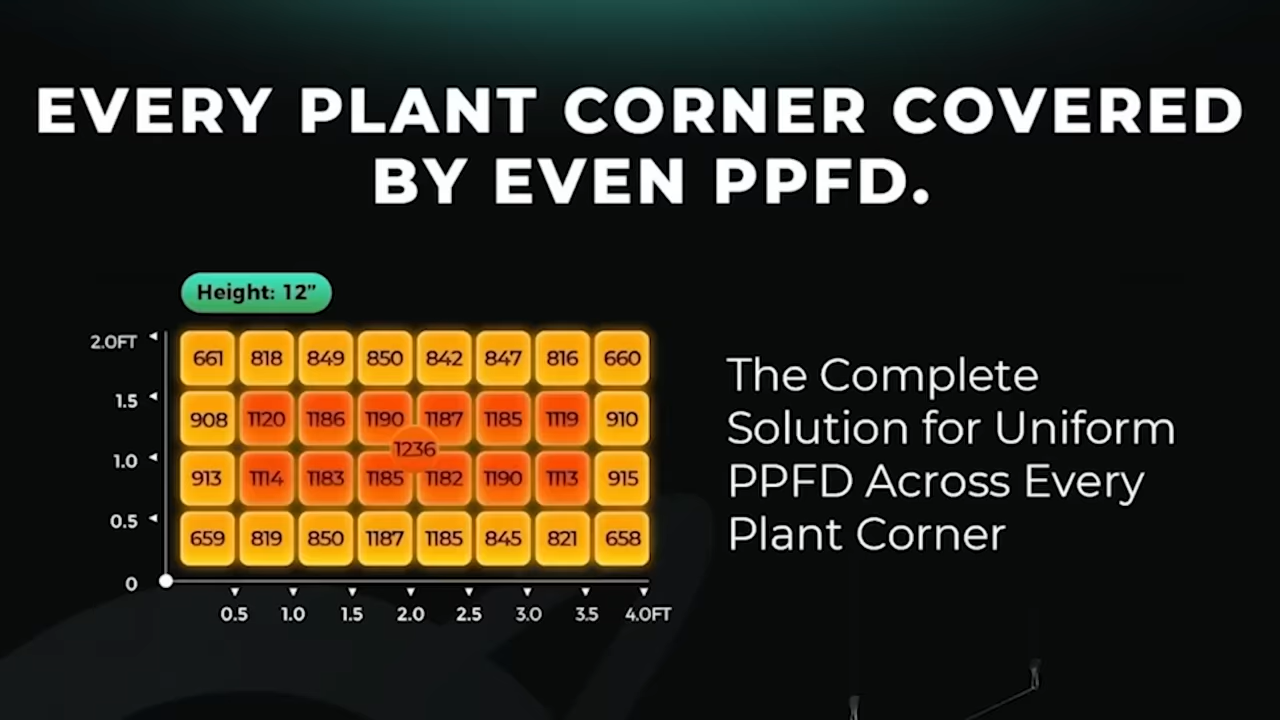 EVERY PLANT CORNER COVERED
BY EVEN PPFD.
Height: 12”
2.0FT
661 818 849 850 842 847 816 660
1.5
908 1120 1186 1190 1187 1185 1119 910
1236
1.0
913 1114 1183 1185 1182 1190 1113 915
0.5
659 819 850 1187 1185 845 821 658
0
0.5 1.0 1.5 2.0 2.5 3.0 3.5 4.0FT
The Complete
Solution for Uniform
PPFD Across Every
Plant Corner